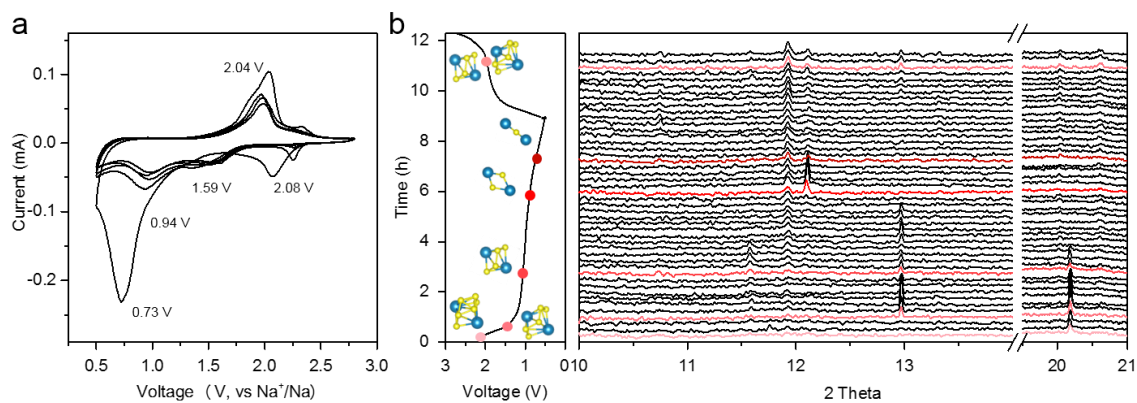 a
b
0.1
0.0
-0.1
-0.2
Current (mA)
2.04 V
1.59 V
2.08 V
0.94 V
0.73 V
0.5
1.0
1.5
2.0
2.5
3.0
Voltage (V, vs Na⁺/Na)
12
10
8
6
4
2
0
Time (h)
3
2
1
0
Voltage (V)
10
11
12
13
20
21
2 Theta